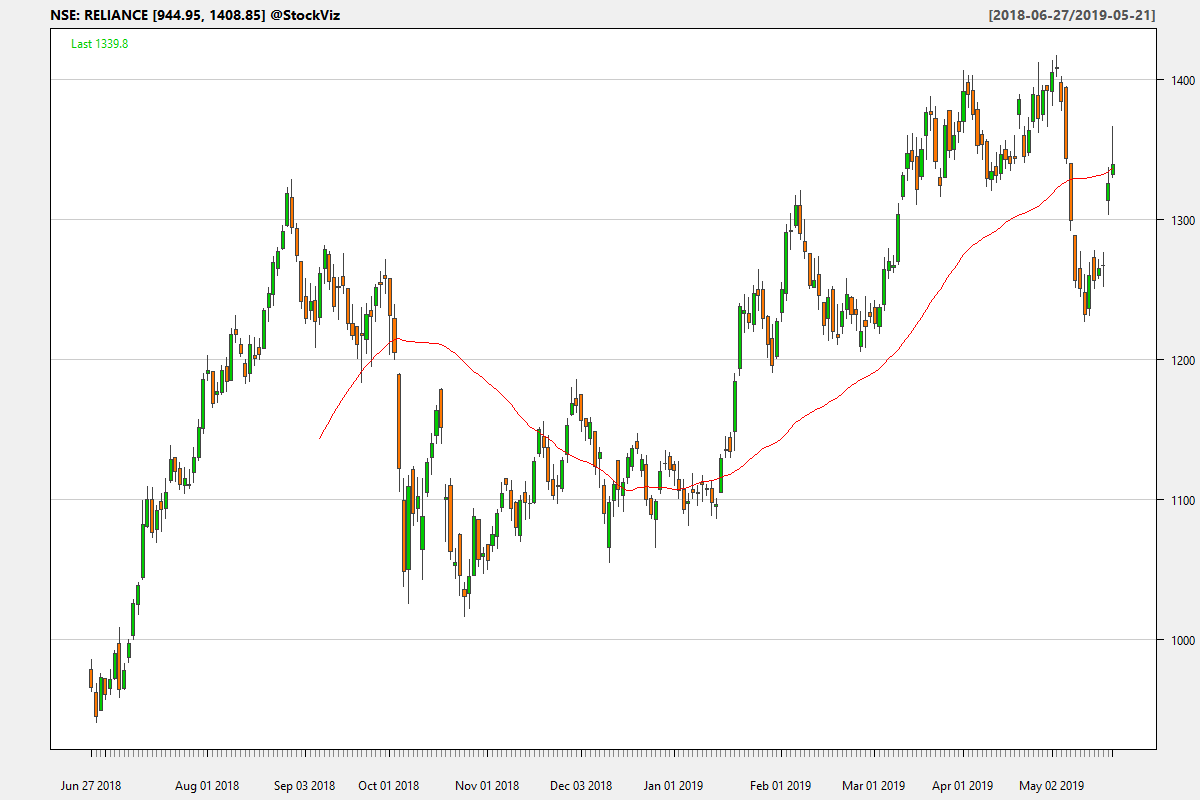 NSE: RELIANCE [944.95, 1408.85] @StockViz
[2018-06-27/2019-05-21]
Last 1339.8
1400
1300
1200
1100
1000
Jun 27 2018
Aug 01 2018
Sep 03 2018
Oct 01 2018
Nov 01 2018
Dec 03 2018
Jan 01 2019
Feb 01 2019
Mar 01 2019
Apr 01 2019
May 02 2019